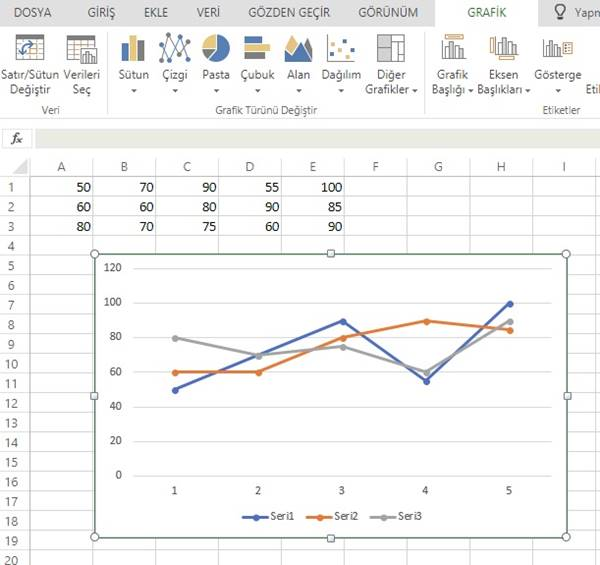 DOSYA GİRİŞ EKLE VERİ GÖZDEN GEÇİR GÖRÜNÜM GRAFİK
Satır/Sütun Verileri Sütun Çizgi Pasta Çubuk Alan Dağılım Diğer Grafik Eksen Gösterge
Değiştir Seç Grafikler Başlığı Başlıkları
Veri Grafik Türünü Değiştir Etiketler
fx
A B C D E F G H I
1 50 70 90 55 100
2 60 60 80 90 85
3 80 70 75 60 90
4
5 120
6
7 100
8
9 80
10
11 60
12 40
13
14 20
15
16 0
17 1 2 3 4 5
18 Seri1 Seri2 Seri3
19
20